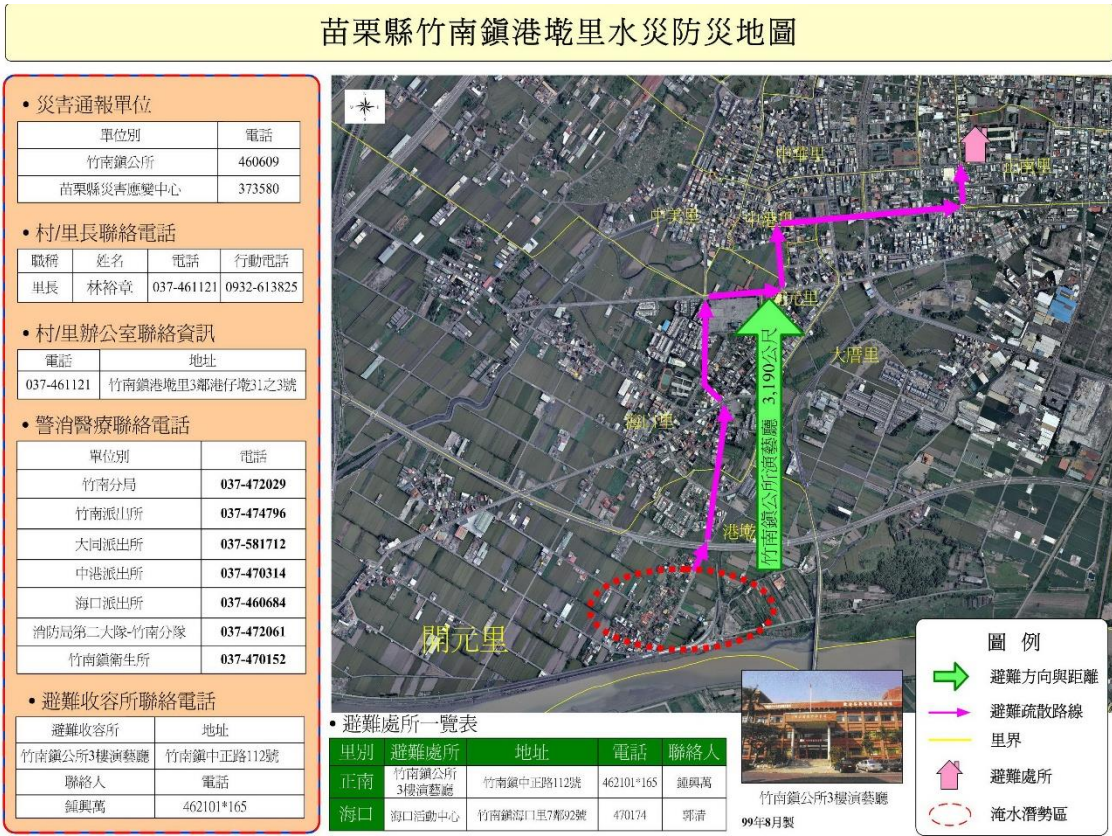 苗栗縣竹南鎮港墘里水災防災地圖
• 災害通報單位
單位別 電話
竹南鎮公所 460609
苗栗縣災害應變中心 373580
• 村/里長聯絡電話
職稱 姓名 電話 行動電話
里長 林裕章 037-461121 0932-613825
• 村/里辦公室聯絡資訊
電話 地址
037-461121 竹南鎮港墘里3鄰港仔墘31之3號
• 警消醫療聯絡電話
單位別 電話
竹南分局 037-472029
竹南派出所 037-474796
大同派出所 037-581712
中港派出所 037-470314
海口派出所 037-460684
消防局第二大隊-竹南分隊 037-472061
竹南鎮衛生所 037-470152
• 避難收容所聯絡電話
避難收容所 地址
竹南鎮公所3樓演藝廳 竹南鎮中正路112號
聯絡人 電話
鍾興萬 462101*165
中華里
正南里
中美里
中港里
元里
大厝里
海口里
港墘
竹南鎮公所演藝廳 3,190公尺
開元里
• 避難處所一覽表
里別 避難處所 地址 電話 聯絡人
正南 竹南鎮公所3樓演藝廳 竹南鎮中正路112號 462101*165 鍾興萬
海口 海口活動中心 竹南鎮海口里7鄰92號 470174 郭清
竹南鎮公所3樓演藝廳
99年8月製
圖 例
避難方向與距離
避難疏散路線
里界
避難處所
淹水潛勢區